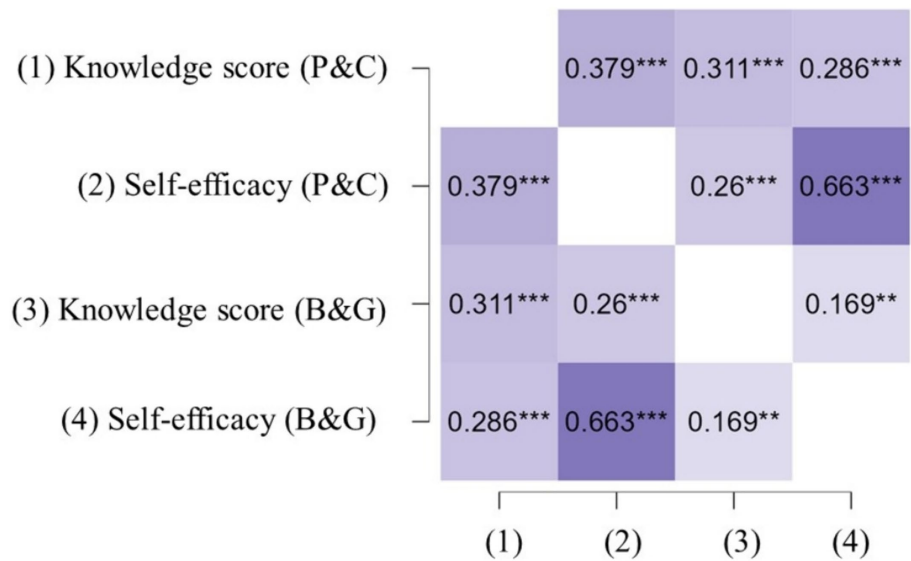 (1) Knowledge score (P&C) 0.379*** 0.311*** 0.286***
(2) Self-efficacy (P&C) 0.379*** 0.26*** 0.663***
(3) Knowledge score (B&G) 0.311*** 0.26*** 0.169**
(4) Self-efficacy (B&G) 0.286*** 0.663*** 0.169**
(1) (2) (3) (4)